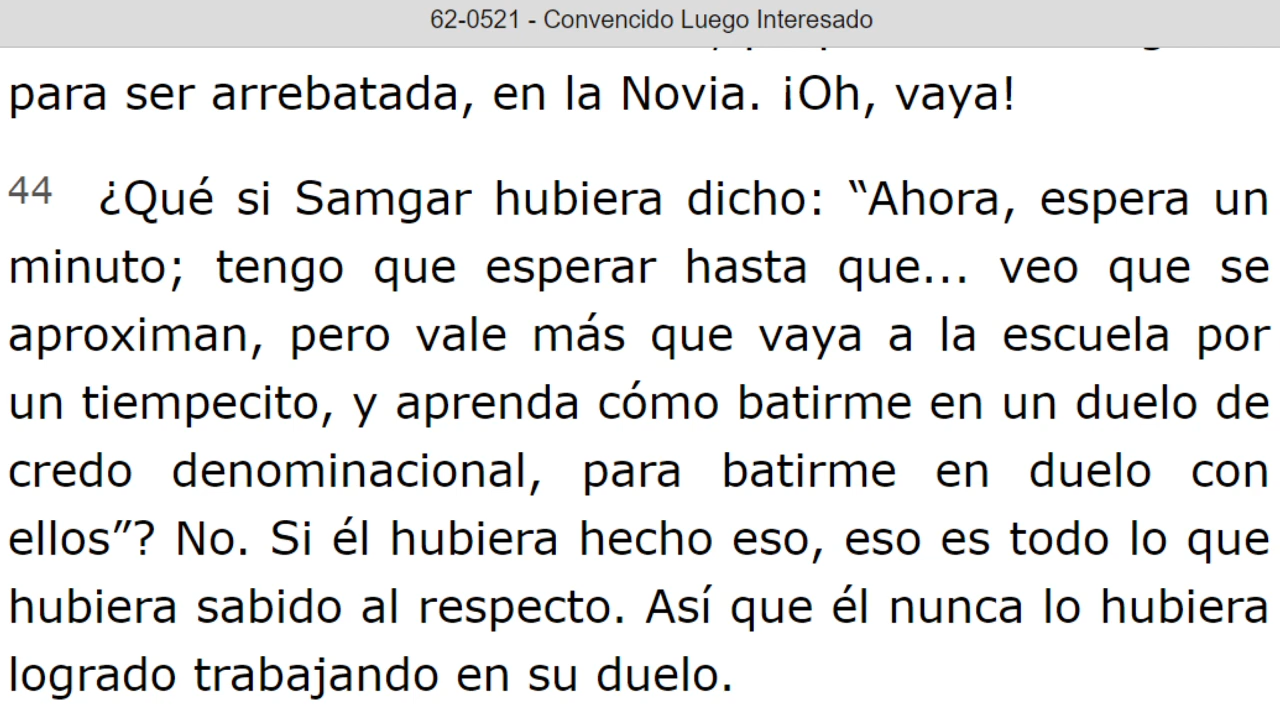 62-0521 - Convencido Luego Interesado
para ser arrebatada, en la Novia. ¡Oh, vaya!
44 ¿Qué si Samgar hubiera dicho: “Ahora, espera un
minuto; tengo que esperar hasta que... veo que se
aproximan, pero vale más que vaya a la escuela por
un tiempecito, y aprenda cómo batirme en un duelo de
credo denominacional, para batirme en duelo con
ellos”? No. Si él hubiera hecho eso, eso es todo lo que
hubiera sabido al respecto. Así que él nunca lo hubiera
logrado trabajando en su duelo.